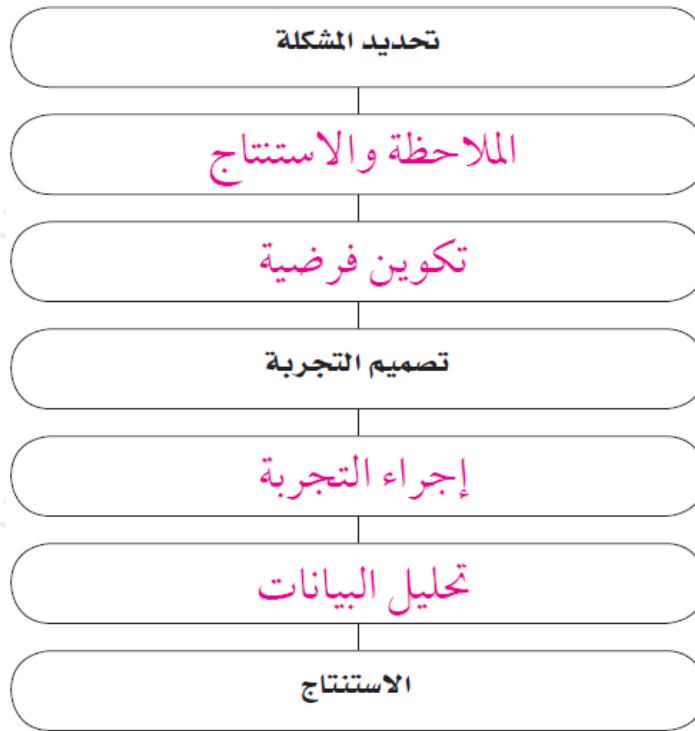 تحديد المشكلة
الملاحظة والاستنتاج
تكوين فرضية
تصميم التجربة
إجراء التجربة
تحليل البيانات
الاستنتاج